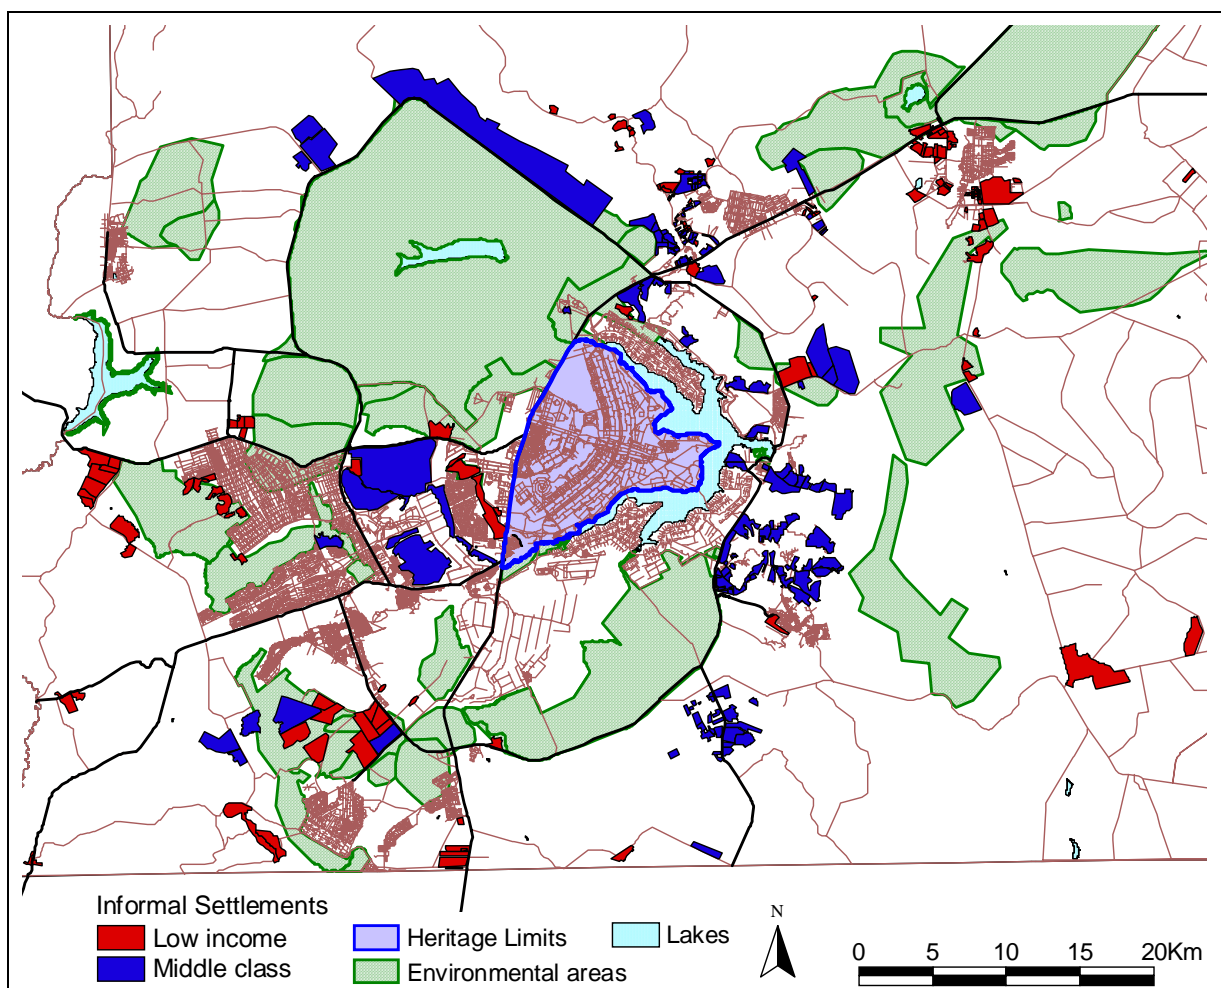 Informal Settlements
Low income
Middle class
Heritage Limits
Environmental areas
Lakes
N
0 5 10 15 20Km